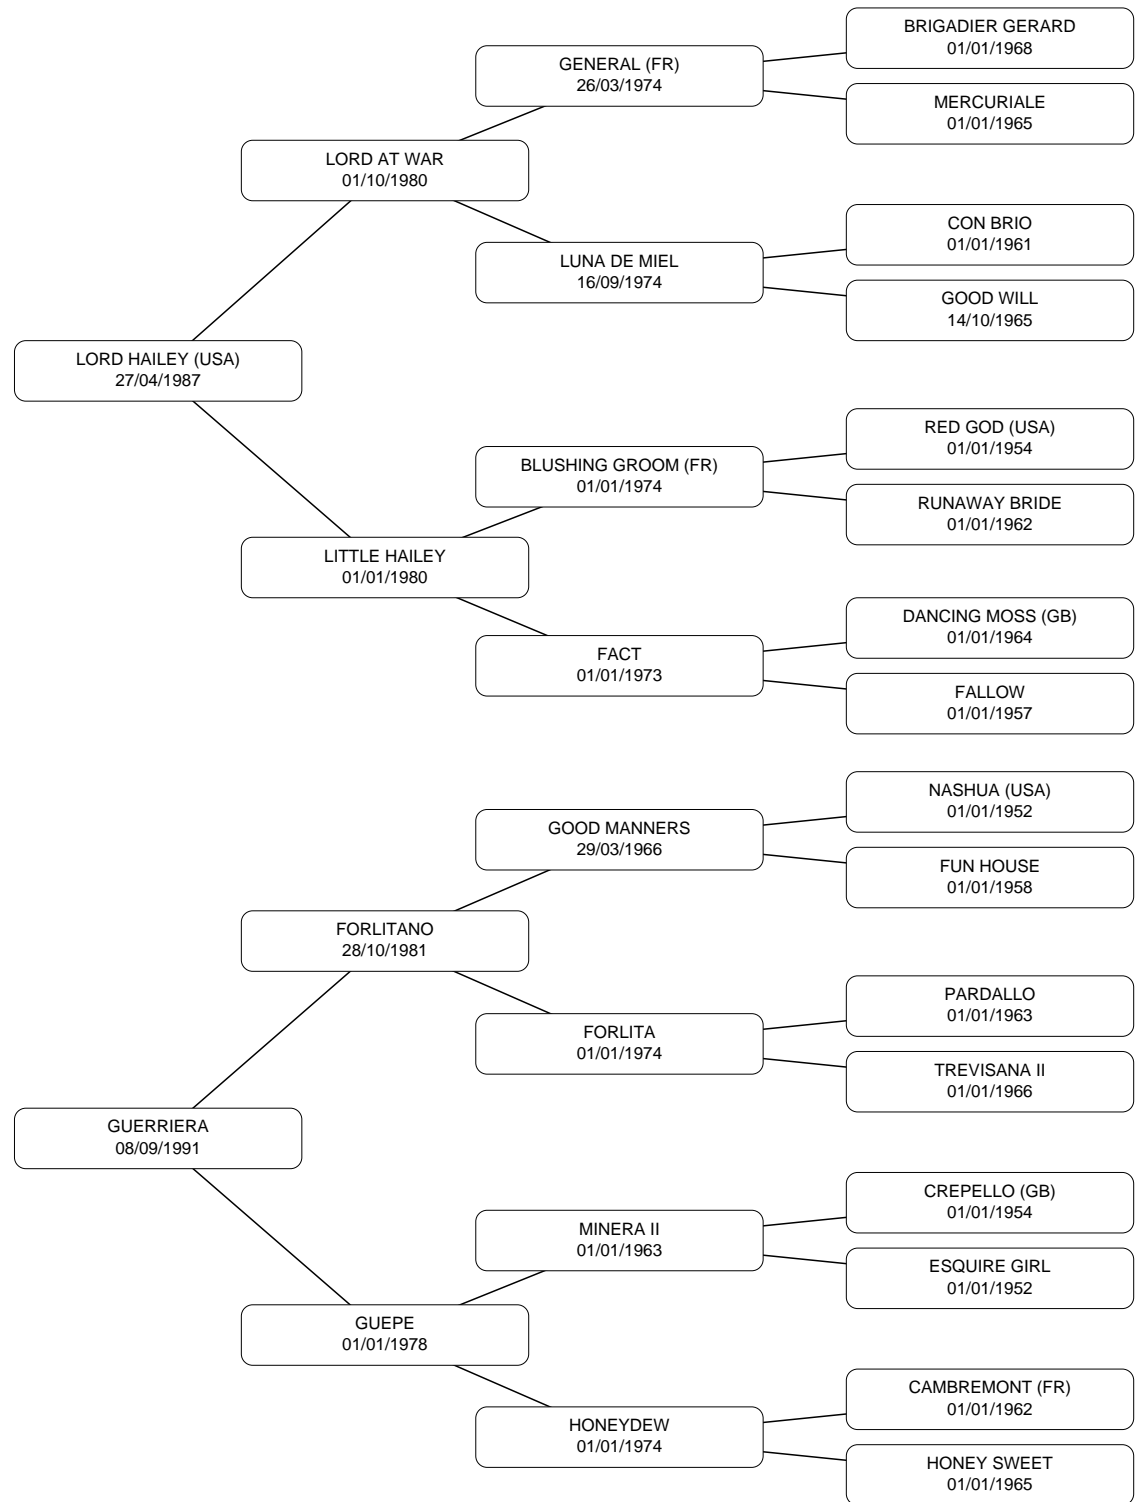 BRIGADIER GERARD
01/01/1968
GENERAL (FR)
26/03/1974
MERCURIALE
01/01/1965
LORD AT WAR
01/10/1980
CON BRIO
01/01/1961
LUNA DE MIEL
16/09/1974
GOOD WILL
14/10/1965
LORD HAILEY (USA)
27/04/1987
RED GOD (USA)
01/01/1954
BLUSHING GROOM (FR)
01/01/1974
RUNAWAY BRIDE
01/01/1962
LITTLE HAILEY
01/01/1980
DANCING MOSS (GB)
01/01/1964
FACT
01/01/1973
FALLOW
01/01/1957
NASHUA (USA)
01/01/1952
GOOD MANNERS
29/03/1966
FUN HOUSE
01/01/1958
FORLITANO
28/10/1981
PARDALLO
01/01/1963
FORLITA
01/01/1974
TREVISANA II
01/01/1966
GUERRIERA
08/09/1991
CREPELLO (GB)
01/01/1954
MINERA II
01/01/1963
ESQUIRE GIRL
01/01/1952
GUEPE
01/01/1978
CAMBREMONT (FR)
01/01/1962
HONEYDEW
01/01/1974
HONEY SWEET
01/01/1965